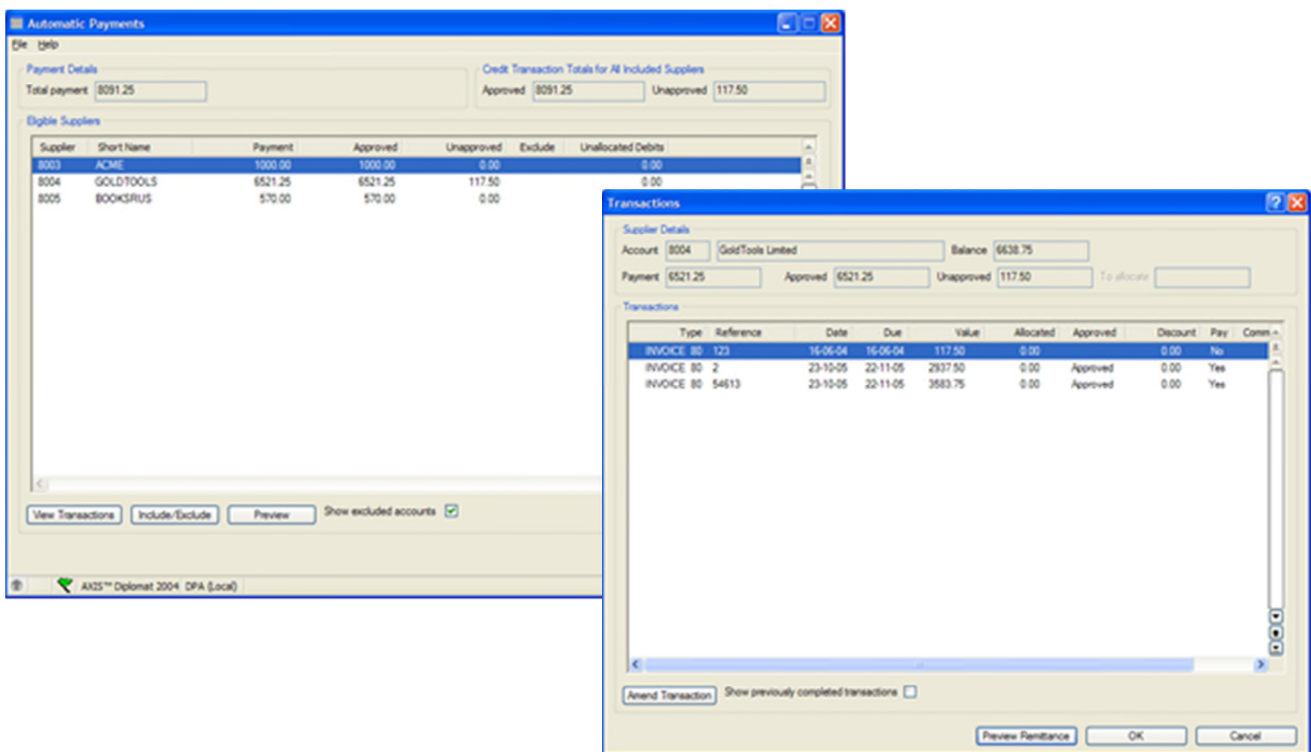 Automatic Payments
File Help
Payment Details
Total payment 8091.25
Credit Transaction Totals for All Included Suppliers
Approved 8091.25 Unapproved 117.50
Eligible Suppliers
Supplier Short Name Payment Approved Unapproved Exclude Unallocated Debits
8003 ACME 1000.00 1000.00 0.00 0.00
8004 GOLDTOOLS 6521.25 6521.25 117.50 0.00
8005 BOOKSRUS 570.00 570.00 0.00
View Transactions Include/Exclude Preview Show excluded accounts
AXIS™ Diplomat 2004 DPA (Local)
Transactions
Supplier Details
Account 8004 GoldTools Limited Balance 6638.75
Payment 6521.25 Approved 6521.25 Unapproved 117.50 To allocate
Transactions
Type Reference Date Due Value Allocated Approved Discount Pay Comm
INVOICE 80 123 16-06-04 16-06-04 117.50 0.00 0.00 No
INVOICE 80 2 23-10-05 22-11-05 2937.50 0.00 Approved 0.00 Yes
INVOICE 80 54613 23-10-05 22-11-05 3583.75 0.00 Approved 0.00 Yes
Amend Transaction Show previously completed transactions
Preview Remittance OK Cancel